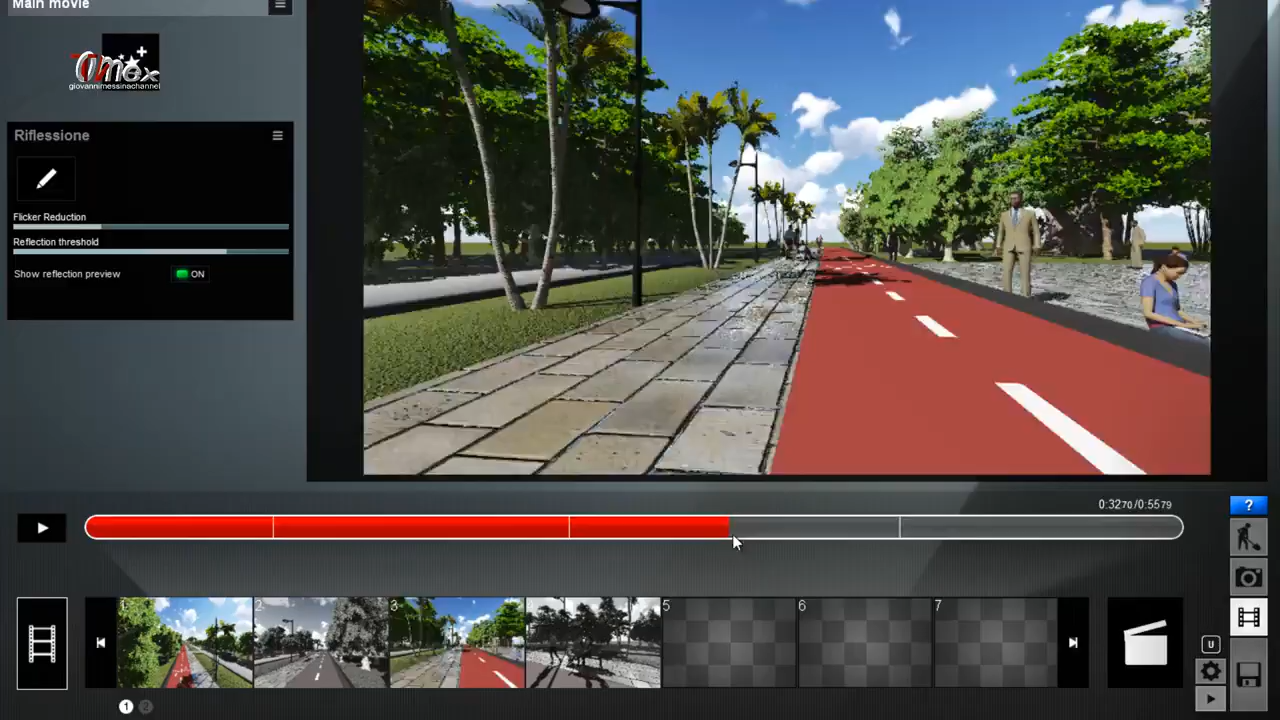 Main movie
OMex
giovannimessinachannel
Riflessione
Flicker Reduction
Reflection threshold
Show reflection preview ON
0:3270/0:5579
?
1 2 3 5 6 7
U
1 2